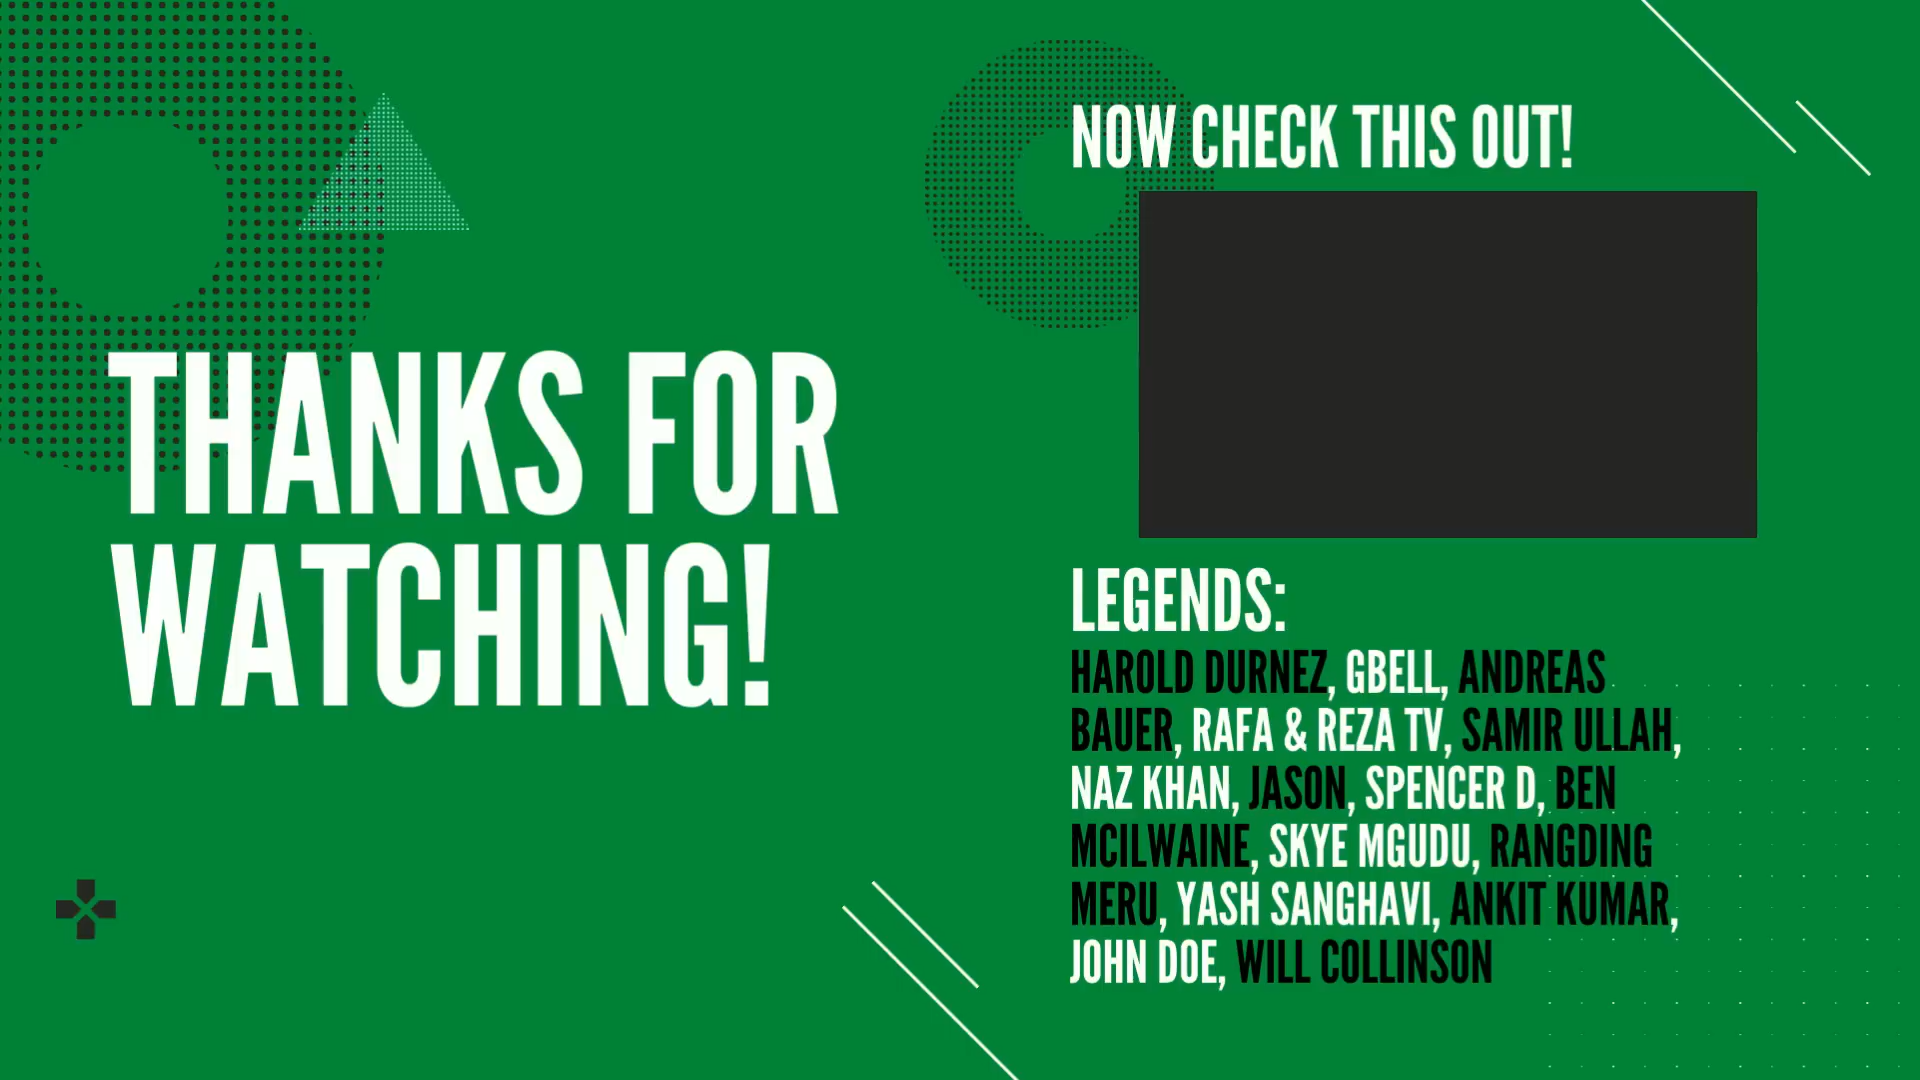 THANKS FOR
WATCHING!
NOW CHECK THIS OUT!
LEGENDS:
HAROLD DURNEZ, GBELL, ANDREAS
BAUER, RAFA & REZA TV, SAMIR ULLAH,
NAZ KHAN, JASON, SPENCER D, BEN
MCILWAINE, SKYE MGUDU, RANGDING
MERU, YASH SANGHAVI, ANKIT KUMAR,
JOHN DOE, WILL COLLINSON